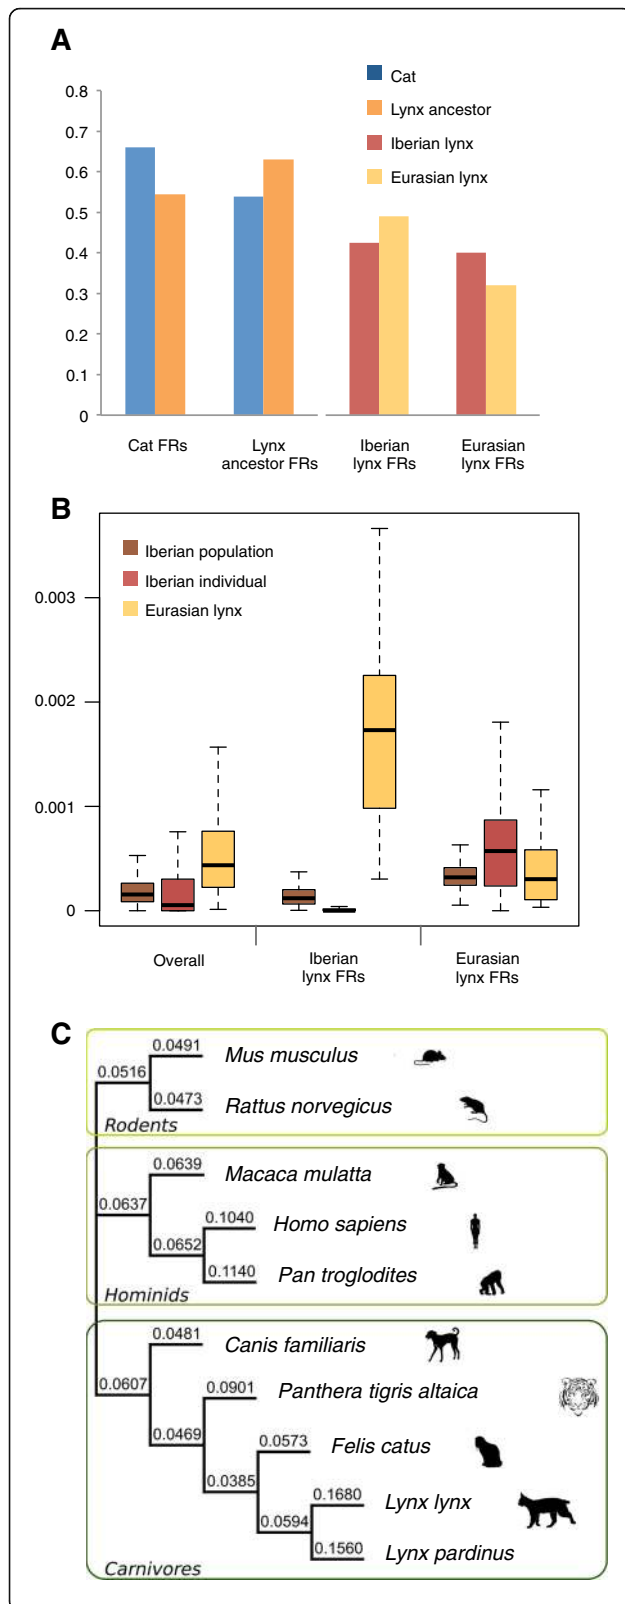 A
Cat
Lynx ancestor
Iberian lynx
Eurasian lynx
0.8
0.7
0.6
0.5
0.4
0.3
0.2
0.1
0
Cat FRs
Lynx
ancestor FRs
Iberian
lynx FRs
Eurasian
lynx FRs
B
Iberian population
Iberian individual
Eurasian lynx
0.003
0.002
0.001
0
Overall
Iberian
lynx FRs
Eurasian
lynx FRs
C
0.0491
Mus musculus
0.0516
0.0473
Rattus norvegicus
Rodents
0.0639
Macaca mulatta
0.0637
0.1040
Homo sapiens
0.0652
0.1140
Pan troglodites
Hominids
0.0481
Canis familiaris
0.0607
0.0901
Panthera tigris altaica
0.0469
0.0573
Felis catus
0.0385
0.1680
Lynx lynx
0.0594
0.1560
Lynx pardinus
Carnivores